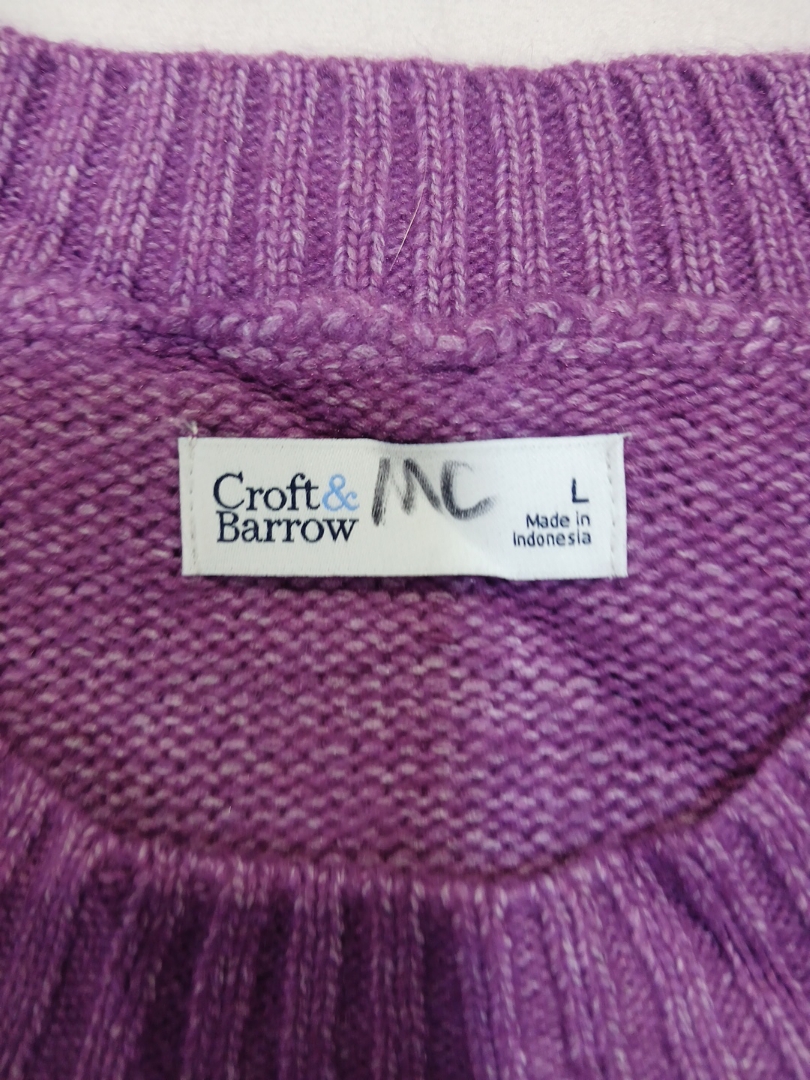 Croft&
Barrow
MC
L
Made in
Indonesia